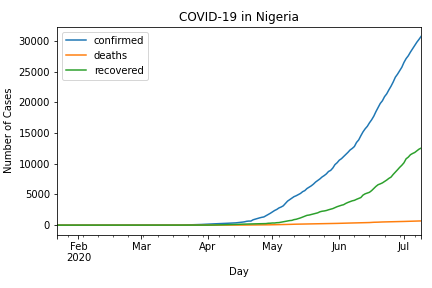 COVID-19 in Nigeria
confirmed
deaths
recovered
Number of Cases
30000
25000
20000
15000
10000
5000
0
Feb Mar Apr May Jun Jul
2020
Day